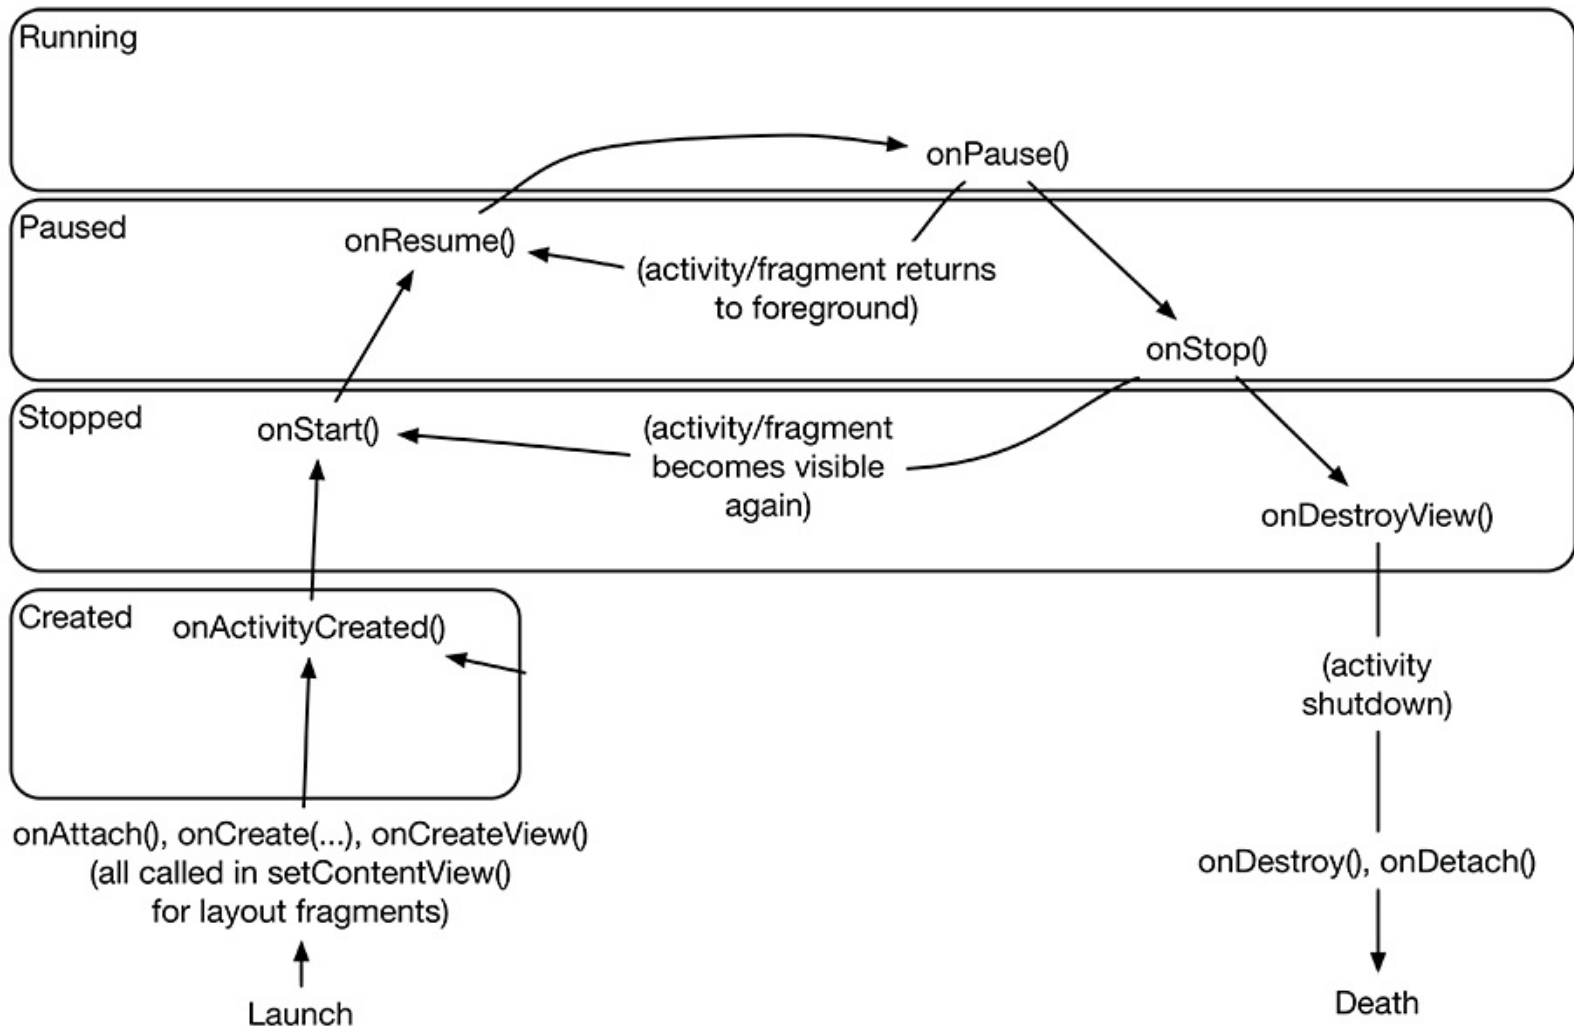 Running
onPause()
Paused
onResume()
(activity/fragment returns
to foreground)
onStop()
Stopped
onStart()
(activity/fragment
becomes visible
again)
onDestroyView()
Created
onActivityCreated()
(activity
shutdown)
onAttach(), onCreate(...), onCreateView()
(all called in setContentView()
for layout fragments)
onDestroy(), onDetach()
Launch
Death